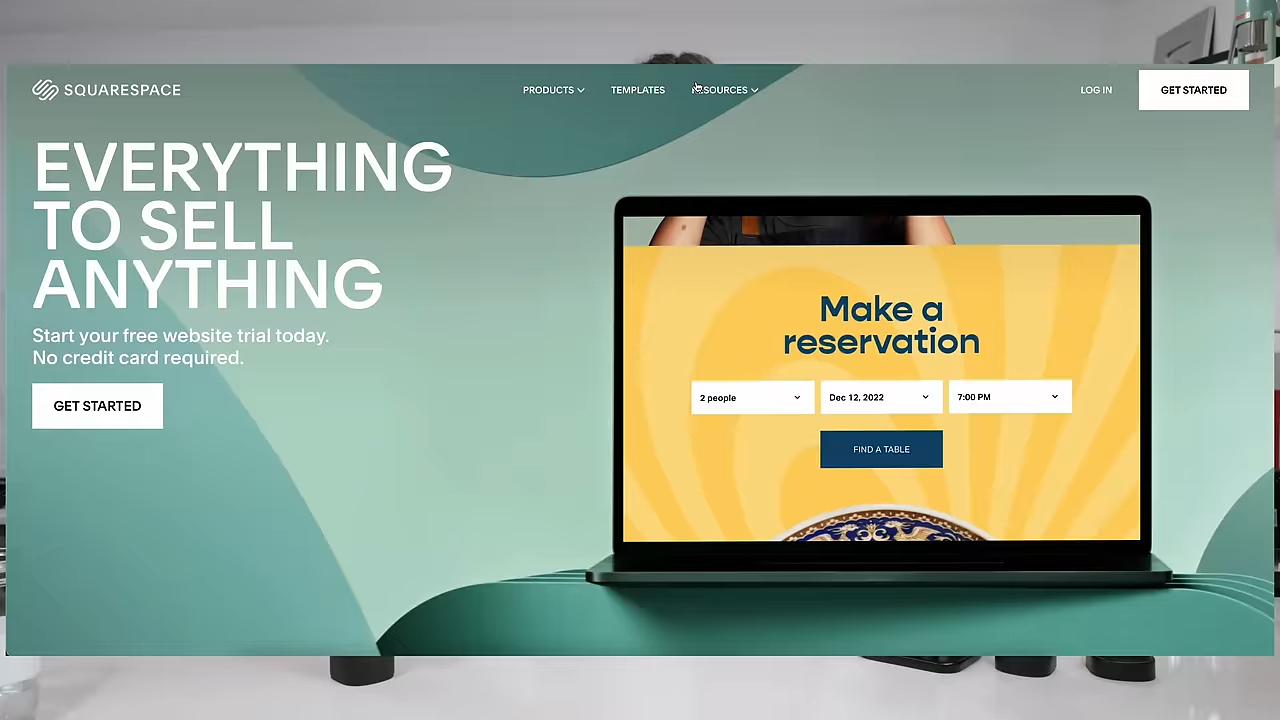 SQUARESPACE
PRODUCTS
TEMPLATES
RESOURCES
LOG IN
GET STARTED
EVERYTHING
TO SELL
ANYTHING
Start your free website trial today.
No credit card required.
GET STARTED
Make a
reservation
2 people
Dec 12, 2022
7:00 PM
FIND A TABLE